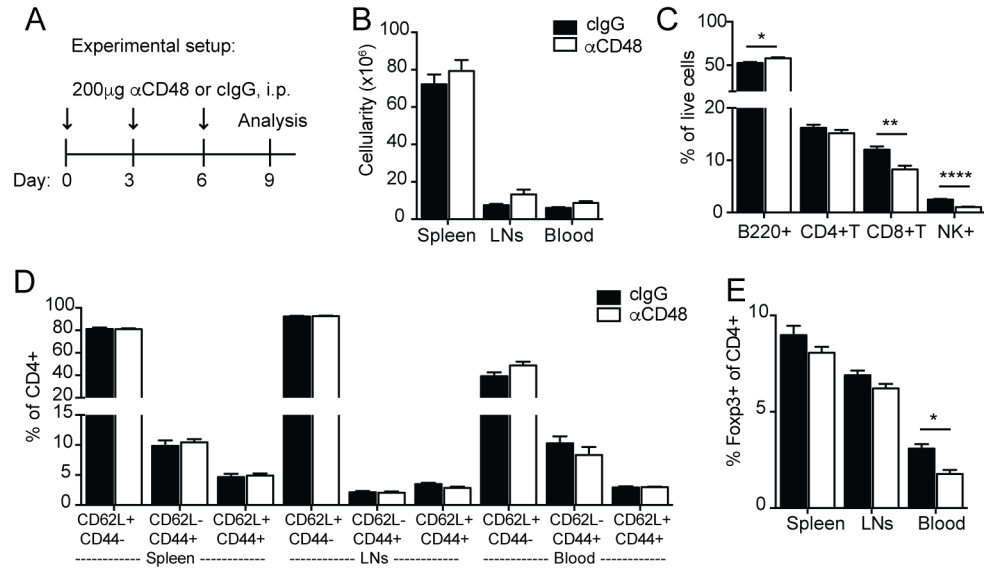 A
Experimental setup:
200μg αCD48 or cIgG, i.p.
Analysis
Day: 0 3 6 9
B
cIgG
αCD48
Cellularity (x10⁶)
100
80
60
40
20
0
Spleen LNs Blood
C
% of live cells
100
50
20
10
0
* ** ****
B220+ CD4+T CD8+T NK+
D
cIgG
αCD48
% of CD4+
100
80
60
40
20
15
10
5
0
CD62L+ CD62L- CD62L+ CD62L+ CD62L- CD62L+ CD62L+ CD62L- CD62L+
CD44- CD44+ CD44+ CD44- CD44+ CD44+ CD44- CD44+ CD44+
------------ Spleen ------------ ------------ LNs ------------ ------------ Blood ------------
E
% Foxp3+ of CD4+
10
5
0
*
Spleen LNs Blood